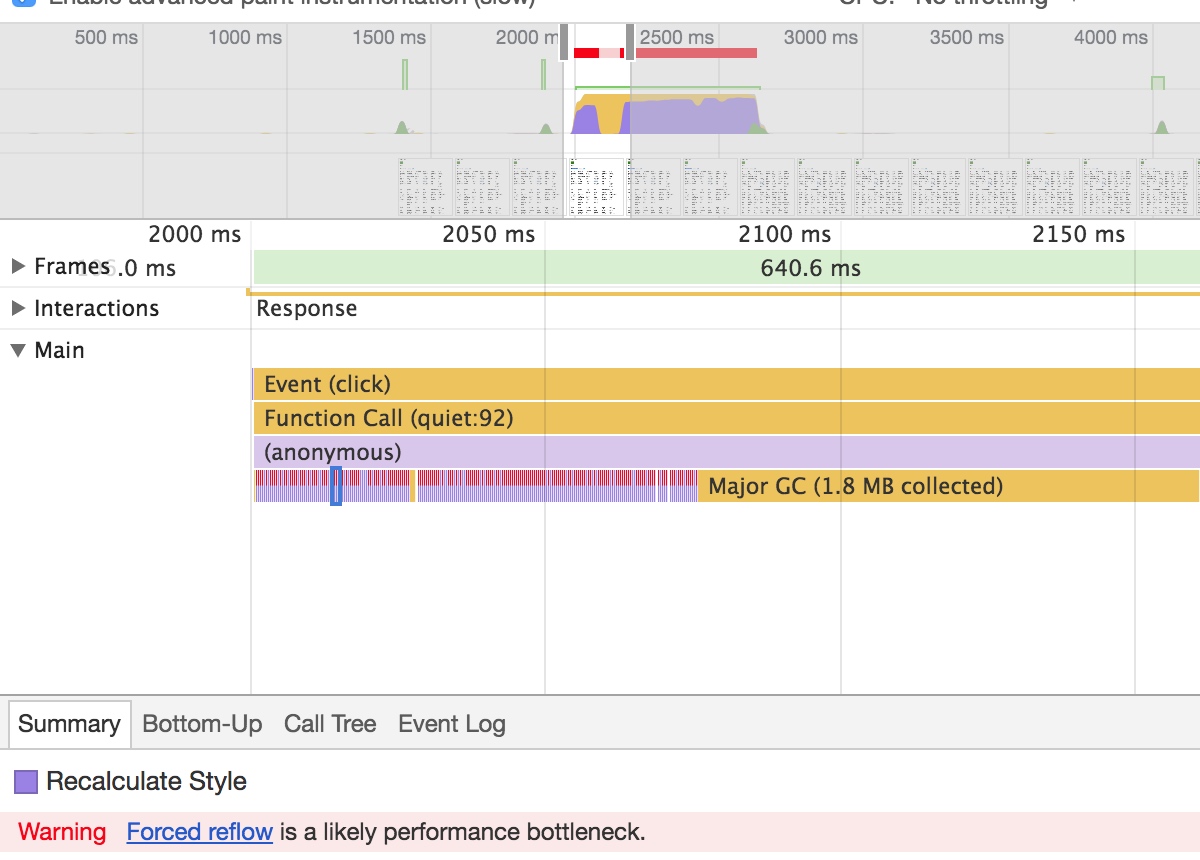 Enable advanced paint instrumentation (slow) CPU: No throttling
500 ms 1000 ms 1500 ms 2000 m 2500 ms 3000 ms 3500 ms 4000 ms
2000 ms 2050 ms 2100 ms 2150 ms
Frames .0 ms 640.6 ms
Interactions Response
Main
Event (click)
Function Call (quiet:92)
(anonymous)
Major GC (1.8 MB collected)
Summary Bottom-Up Call Tree Event Log
Recalculate Style
Warning Forced reflow is a likely performance bottleneck.